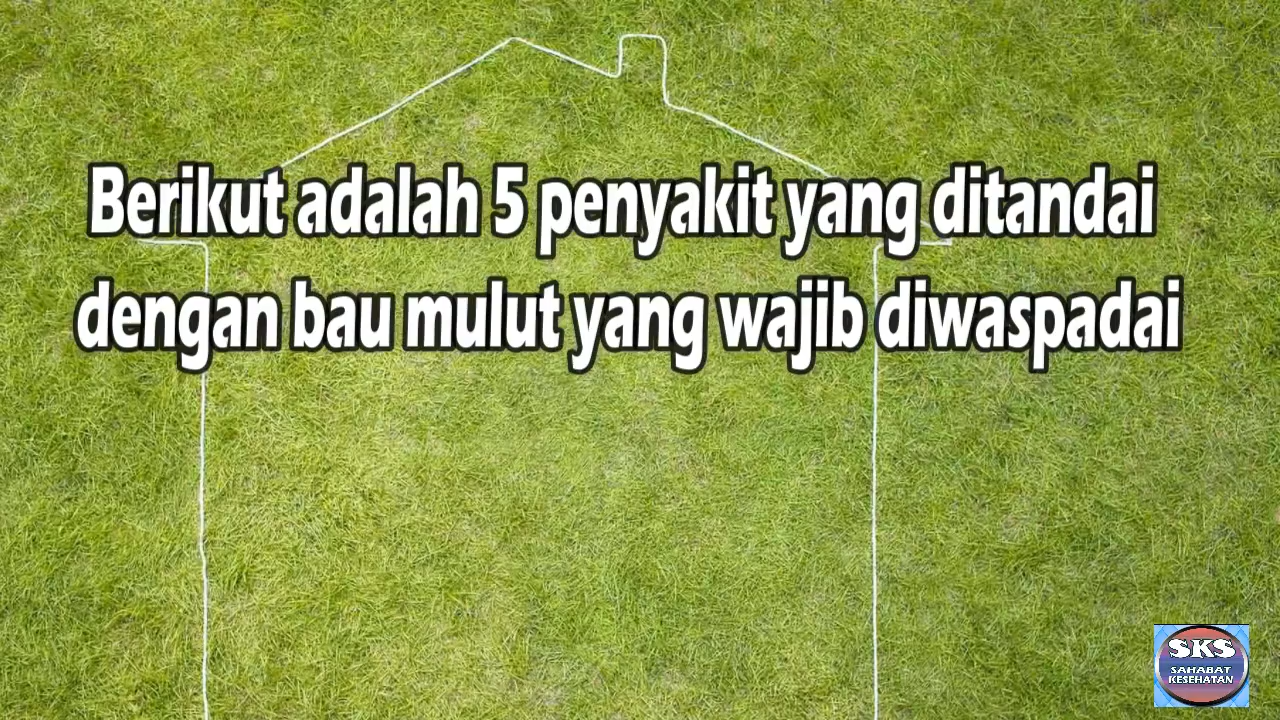 Berikut adalah 5 penyakit yang ditandai
dengan bau mulut yang wajib diwaspadai
SKS
SAHABAT
KESEHATAN